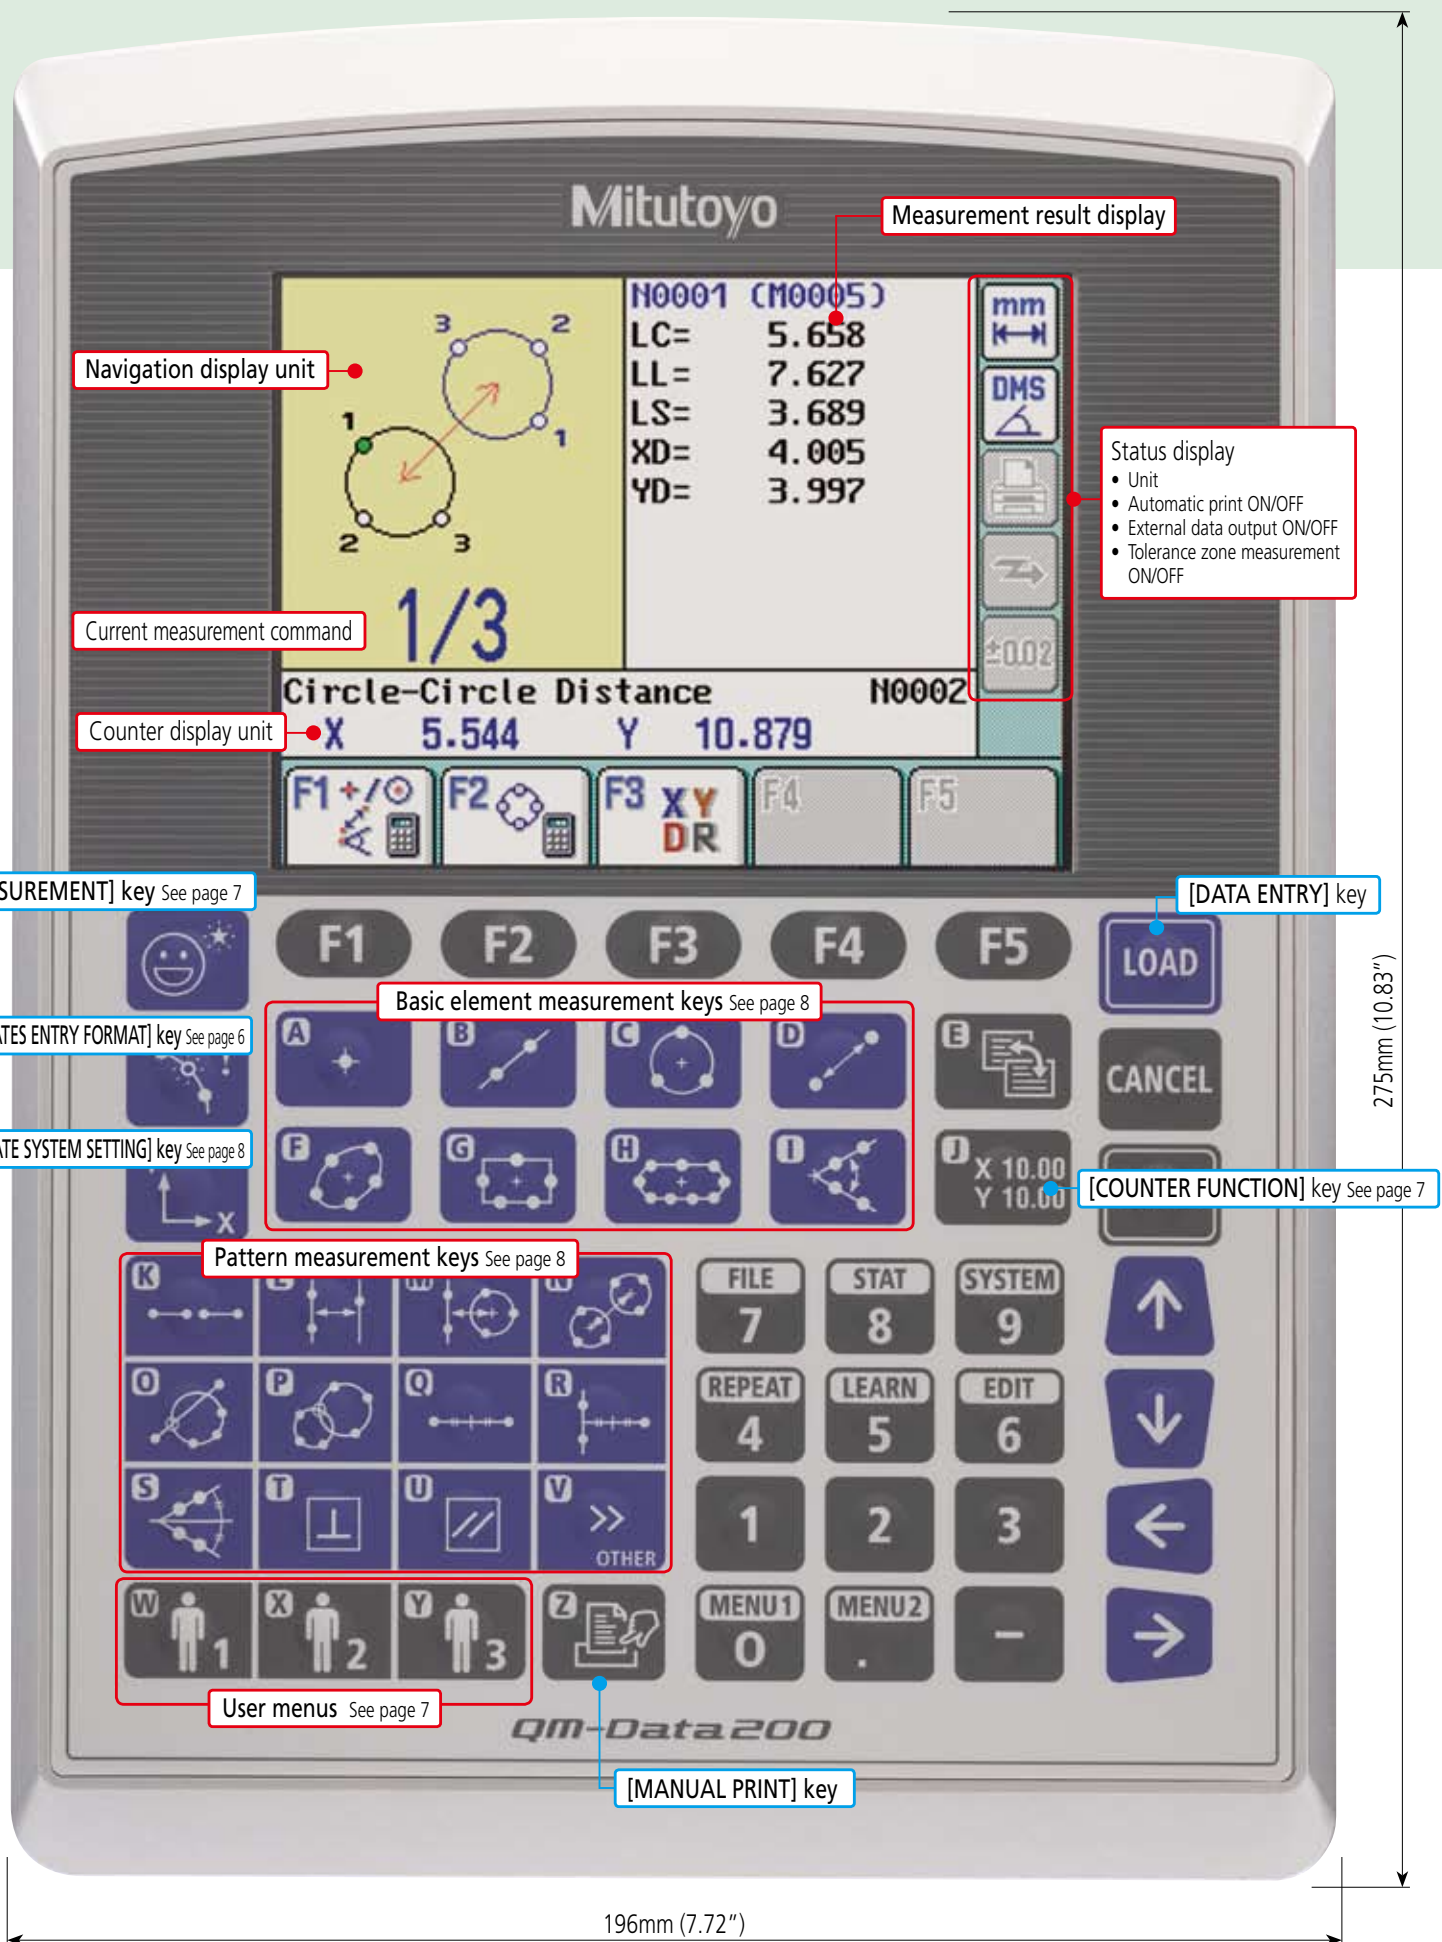 Mitutoyo
Measurement result display
N0001 (M0005)
LC= 5.658
LL= 7.627
LS= 3.689
XD= 4.005
YD= 3.997
mm
DMS
±0.02
Navigation display unit
3 2
1
1
2 3
1/3
Status display
• Unit
• Automatic print ON/OFF
• External data output ON/OFF
• Tolerance zone measurement
ON/OFF
Current measurement command
Circle-Circle Distance N0002
Counter display unit
X 5.544 Y 10.879
F1 F2 F3 XY F4 F5
DR
SUREMENT] key See page 7
[DATA ENTRY] key
F1 F2 F3 F4 F5 LOAD
Basic element measurement keys See page 8
ATES ENTRY FORMAT] key See page 6
A B C D E
CANCEL
ATE SYSTEM SETTING] key See page 8
F G H I J
X 10.00
Y 10.00
X
[COUNTER FUNCTION] key See page 7
275mm (10.83")
Pattern measurement keys See page 8
K
FILE STAT SYSTEM
7 8 9
O P Q R
REPEAT LEARN EDIT
4 5 6
S T U V
>>
OTHER
1 2 3
W 1 X 2 Y 3 Z
MENU1 MENU2
0 . -
User menus See page 7
QM-Data200
[MANUAL PRINT] key
196mm (7.72")